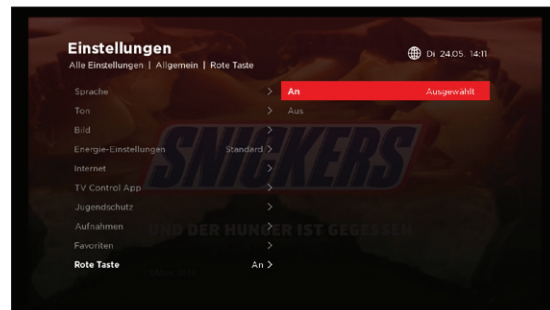 Einstellungen
Di 24.05. 14:11
Alle Einstellungen | Allgemein | Rote Taste
Sprache >
An Ausgewählt
Ton >
Aus
Bild >
Energie-Einstellungen Standard >
SNICKERS
Internet >
TV Control App >
Jugendschutz >
Aufnahmen >
UND DER HUNGER IST GEGESSEN
Favoriten >
Rote Taste An >